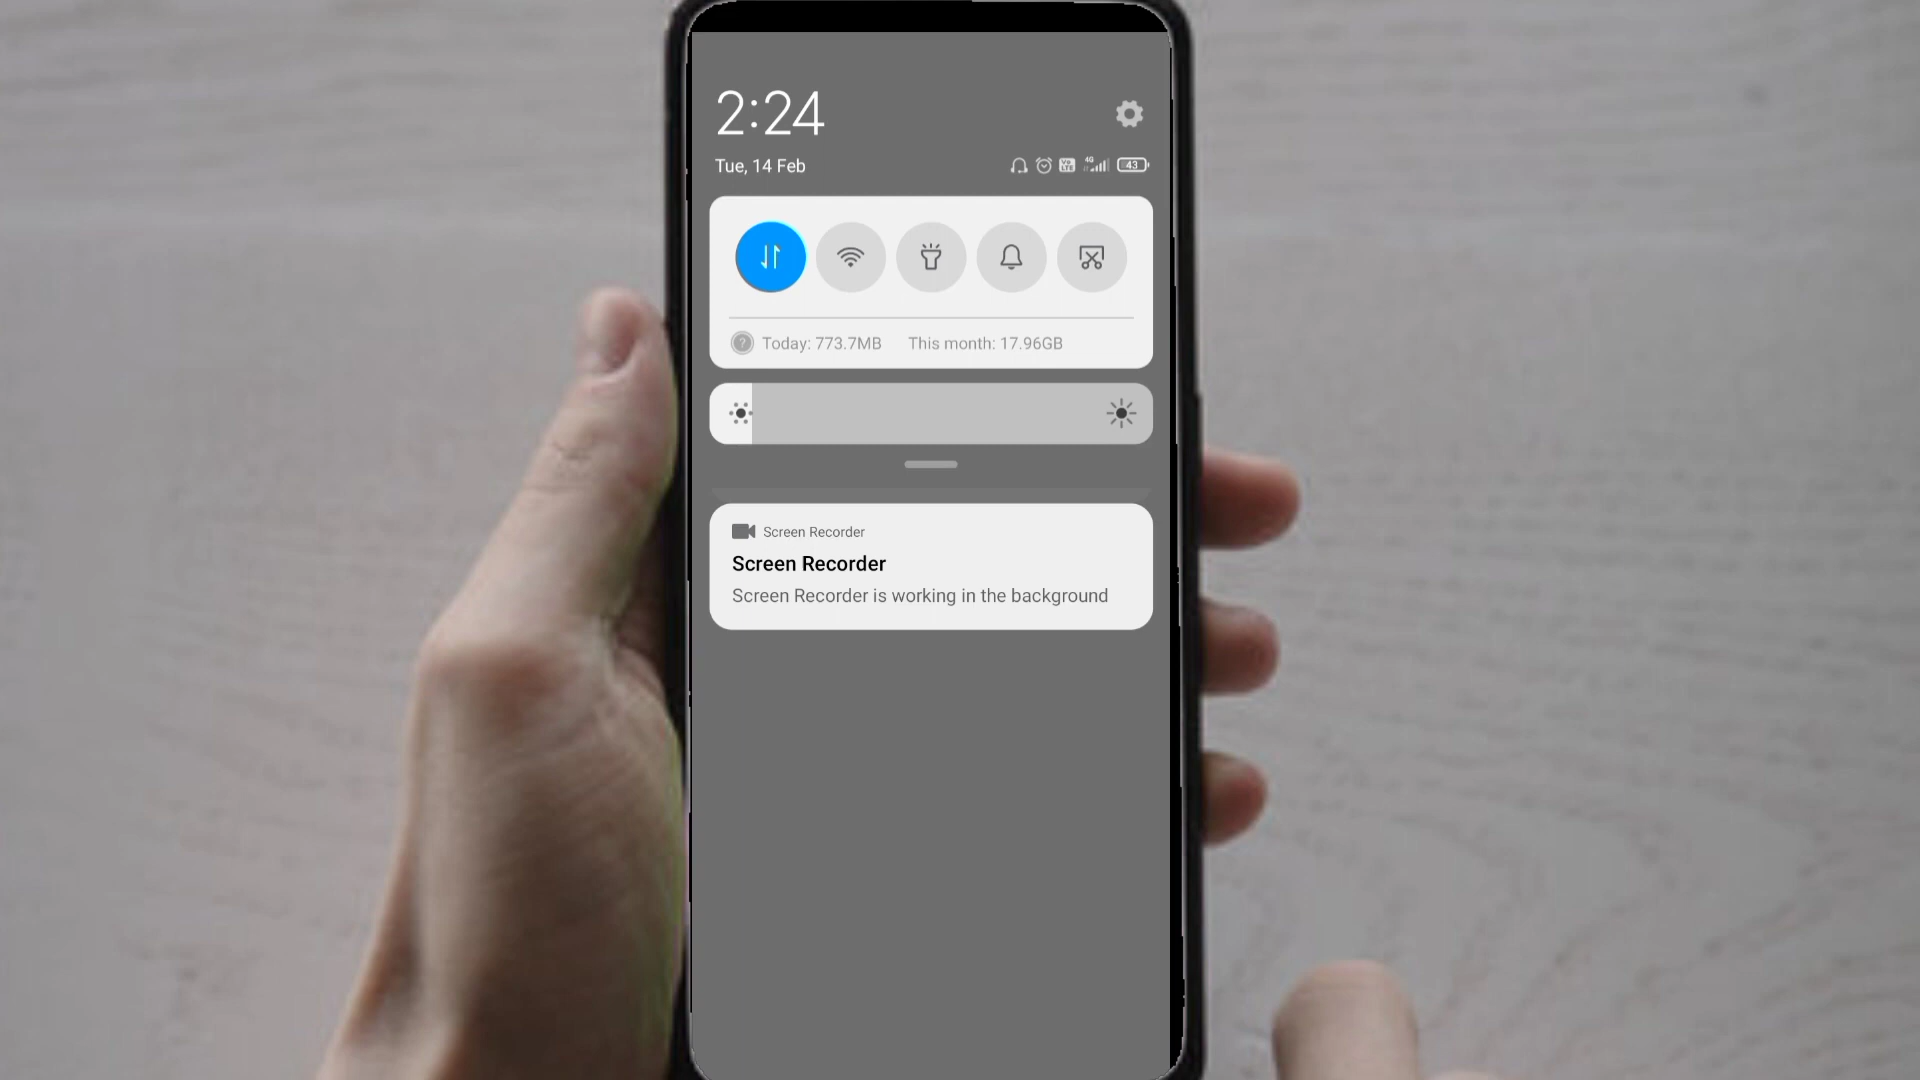 2:24
Tue, 14 Feb
4G
43
Today: 773.7MB This month: 17.96GB
Screen Recorder
Screen Recorder
Screen Recorder is working in the background